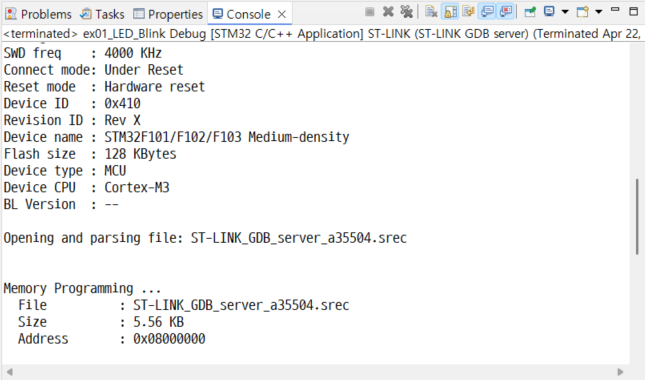 Problems Tasks Properties Console
<terminated> ex01_LED_Blink Debug [STM32 C/C++ Application] ST-LINK (ST-LINK GDB server) (Terminated Apr 22,
SWD freq    : 4000 KHz
Connect mode: Under Reset
Reset mode  : Hardware reset
Device ID   : 0x410
Revision ID : Rev X
Device name : STM32F101/F102/F103 Medium-density
Flash size  : 128 KBytes
Device type : MCU
Device CPU  : Cortex-M3
BL Version  : --
Opening and parsing file: ST-LINK_GDB_server_a35504.srec
Memory Programming ...
  File          : ST-LINK_GDB_server_a35504.srec
  Size          : 5.56 KB
  Address       : 0x08000000